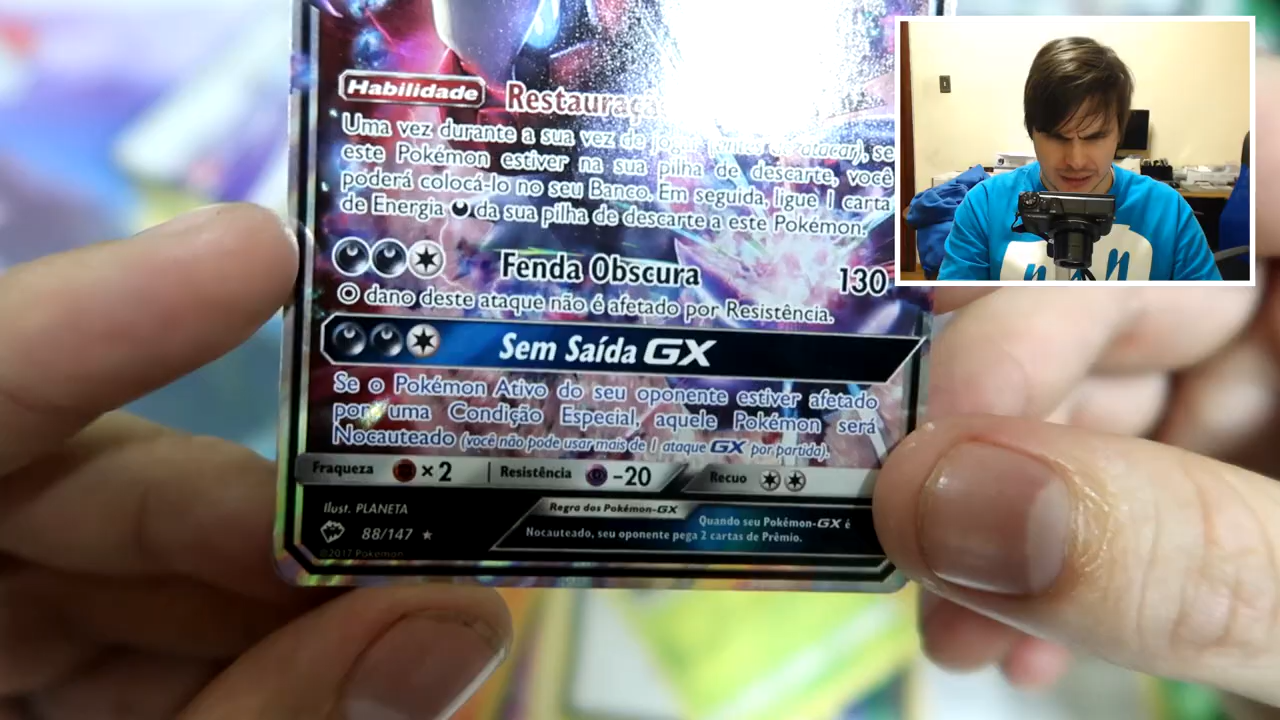 Habilidade
Uma vez durante a sua vez de jogar (antes de atacar), se
este Pokémon estiver na sua pilha de descarte, você
poderá colocá-lo no seu Banco. Em seguida, ligue 1 carta
de Energia da sua pilha de descarte a este Pokémon.
Fenda Obscura 130
O dano deste ataque não é afetado por Resistência.
Sem Saída GX
Se o Pokémon Ativo do seu oponente estiver afetado
por uma Condição Especial, aquele Pokémon será
Nocauteado (você não pode usar mais de 1 ataque GX por partida).
Fraqueza ×2 Resistência -20 Recuo
Ilust. PLANETA
Regra dos Pokémon-GX
Quando seu Pokémon-GX é
Nocauteado, seu oponente pega 2 cartas de Prêmio.
88/147
©2017 Pokémon